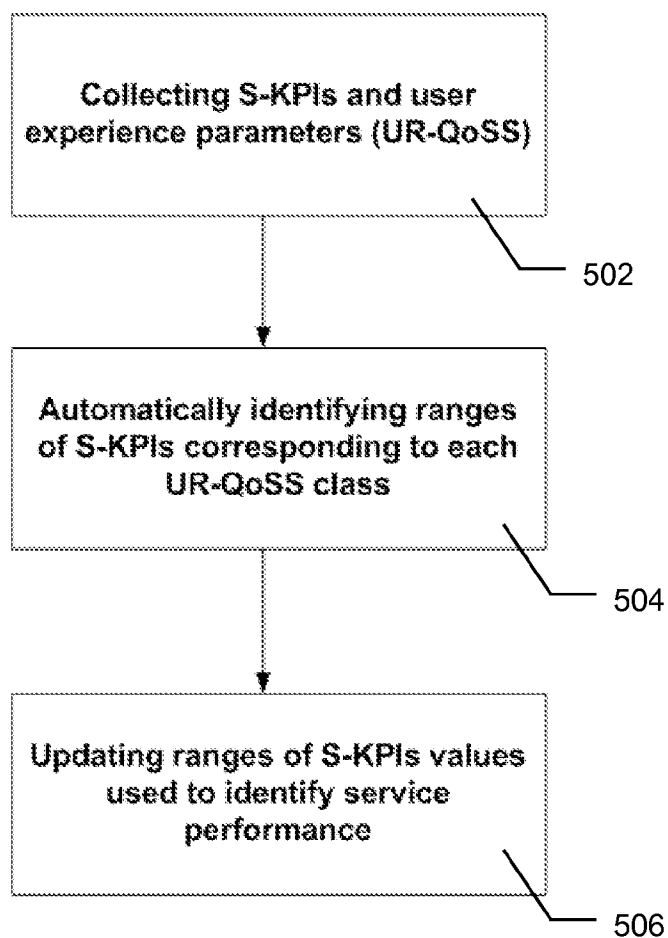 Collecting S-KPIs and user
experience parameters (UR-QoSS)
502
Automatically identifying ranges
of S-KPIs corresponding to each
UR-QoSS class
504
Updating ranges of S-KPIs values
used to identify service
performance
506